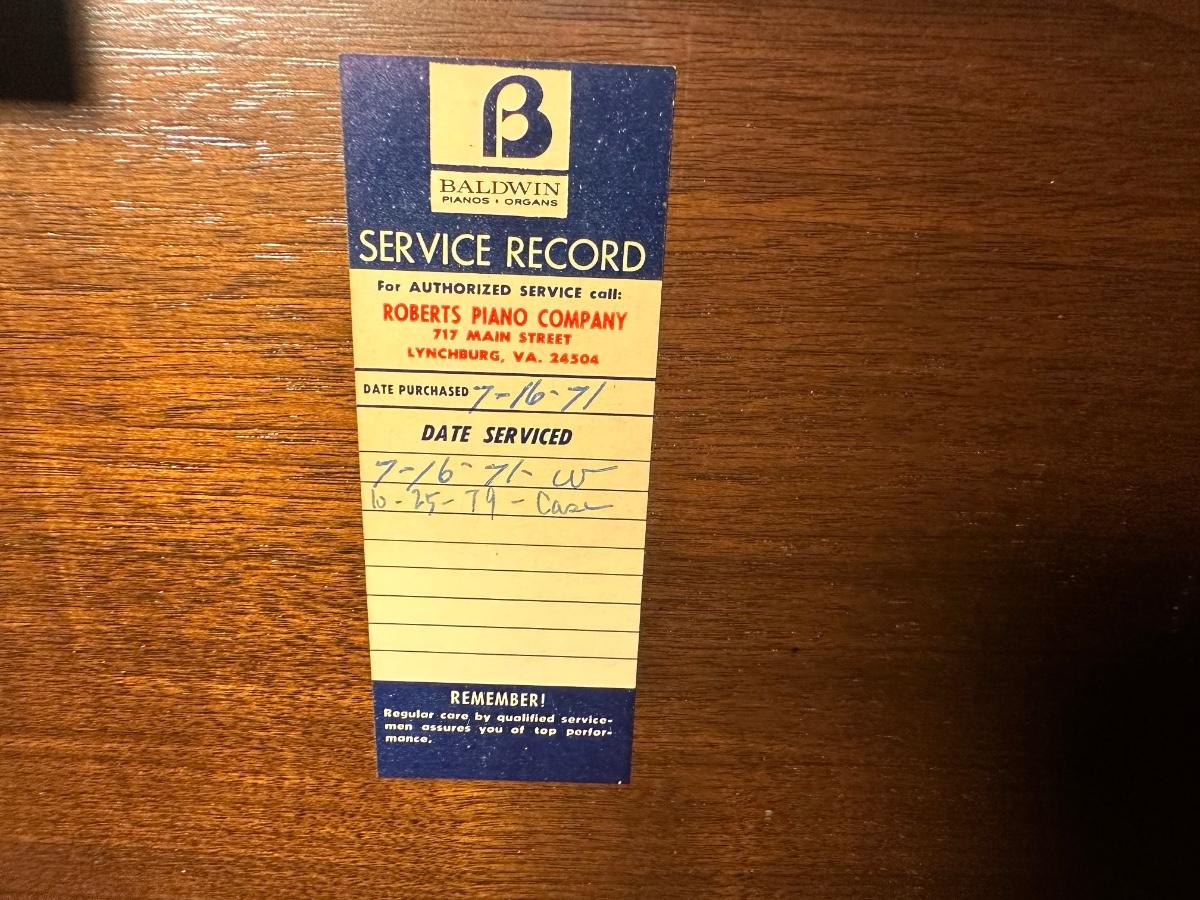 B
BALDWIN
PIANOS • ORGANS
SERVICE RECORD
For AUTHORIZED SERVICE call:
ROBERTS PIANO COMPANY
717 MAIN STREET
LYNCHBURG, VA. 24504
DATE PURCHASED 7-16-71
DATE SERVICED
7-16-71- W
10-25-79 - Case
REMEMBER!
Regular care by qualified service-
men assures you of top perfor-
mance.